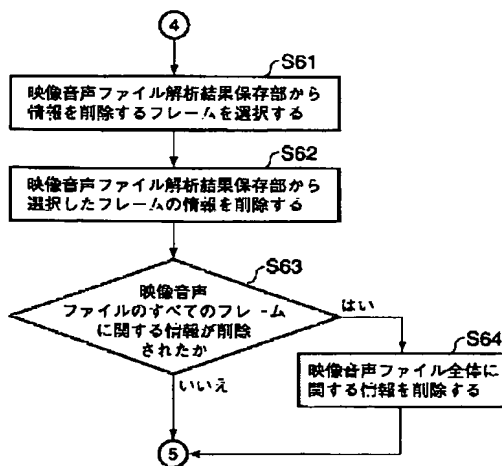 4
S61
映像音声ファイル解析結果保存部から
情報を削除するフレームを選択する
S62
映像音声ファイル解析結果保存部から
選択したフレームの情報を削除する
S63
映像音声
ファイルのすべてのフレーム
に関する情報が削除
されたか
はい
いいえ
S64
映像音声ファイル全体に
関する情報を削除する
5